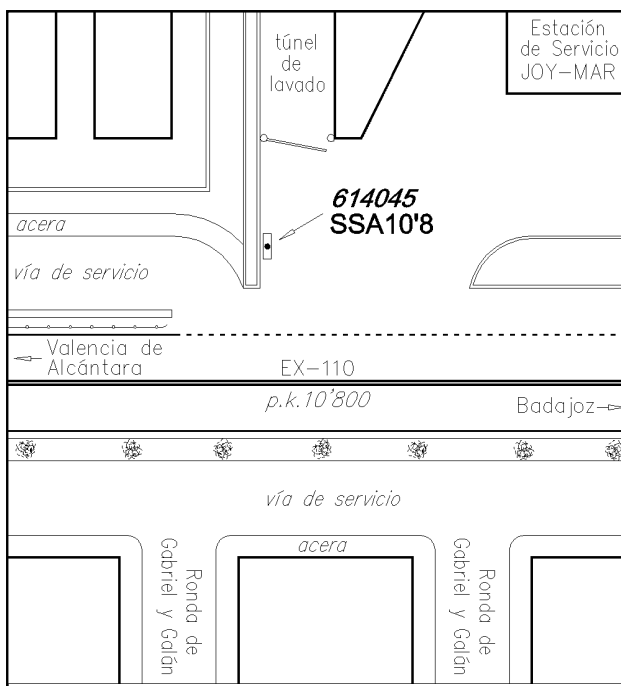 túnel
de
lavado
Estación
de Servicio
JOY-MAR
614045
SSA10'8
acera
vía de servicio
Valencia de
Alcántara
EX-110
p.k.10'800
Badajoz
vía de servicio
acera
Ronda de
Gabriel y Galán
Ronda de
Gabriel y Galán